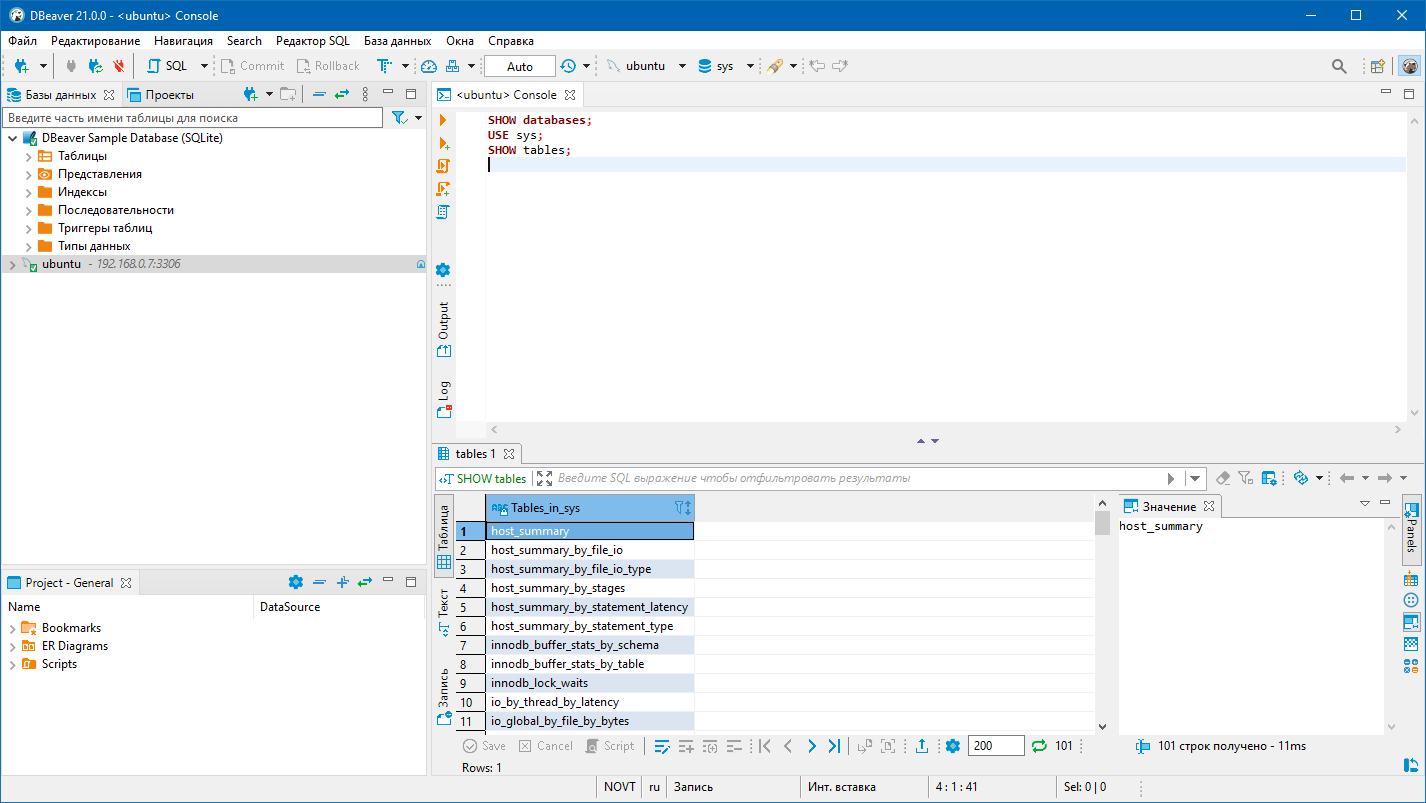 DBeaver 21.0.0 - <ubuntu> Console
Файл Редактирование Навигация Search Редактор SQL База данных Окна Справка
SQL Commit Rollback Auto ubuntu sys
Базы данных Проекты
Введите часть имени таблицы для поиска
DBeaver Sample Database (SQLite)
Таблицы
Представления
Индексы
Последовательности
Триггеры таблиц
Типы данных
ubuntu - 192.168.0.7:3306
Project - General
Name DataSource
Bookmarks
ER Diagrams
Scripts
<ubuntu> Console
SHOW databases;
USE sys;
SHOW tables;
Output
Log
tables 1
SHOW tables Введите SQL выражение чтобы отфильтровать результаты
Таблица
Текст
Запись
ABC Tables_in_sys
1 host_summary
2 host_summary_by_file_io
3 host_summary_by_file_io_type
4 host_summary_by_stages
5 host_summary_by_statement_latency
6 host_summary_by_statement_type
7 innodb_buffer_stats_by_schema
8 innodb_buffer_stats_by_table
9 innodb_lock_waits
10 io_by_thread_by_latency
11 io_global_by_file_by_bytes
Значение
host_summary
Panels
Save Cancel Script 200 101 101 строк получено - 11ms
Rows: 1
NOVT ru Запись Инт. вставка 4 : 1 : 41 Sel: 0 | 0